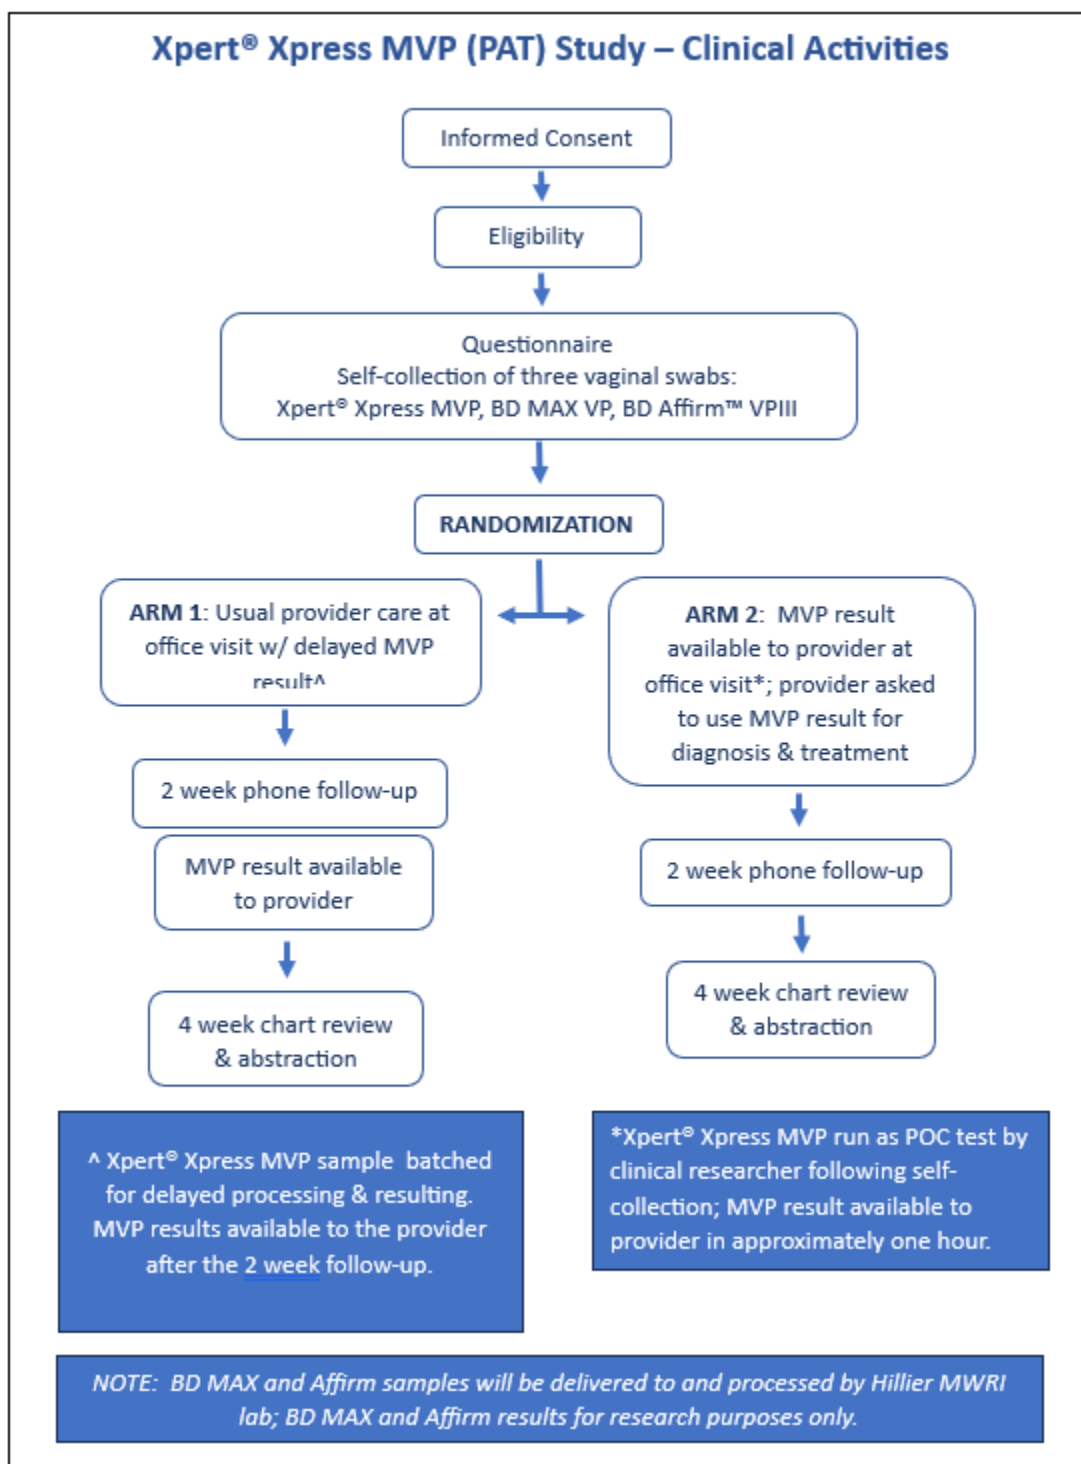 Xpert® Xpress MVP (PAT) Study – Clinical Activities
Informed Consent
Eligibility
Questionnaire
Self-collection of three vaginal swabs:
Xpert® Xpress MVP, BD MAX VP, BD Affirm™ VPIII
RANDOMIZATION
ARM 1: Usual provider care at
office visit w/ delayed MVP
result^
2 week phone follow-up
MVP result available
to provider
4 week chart review
& abstraction
ARM 2:  MVP result
available to provider at
office visit*; provider asked
to use MVP result for
diagnosis & treatment
2 week phone follow-up
4 week chart review
& abstraction
^ Xpert® Xpress MVP sample  batched
for delayed processing & resulting.
MVP results available to the provider
after the 2 week follow-up.
*Xpert® Xpress MVP run as POC test by
clinical researcher following self-
collection; MVP result available to
provider in approximately one hour.
NOTE:  BD MAX and Affirm samples will be delivered to and processed by Hillier MWRI
lab; BD MAX and Affirm results for research purposes only.